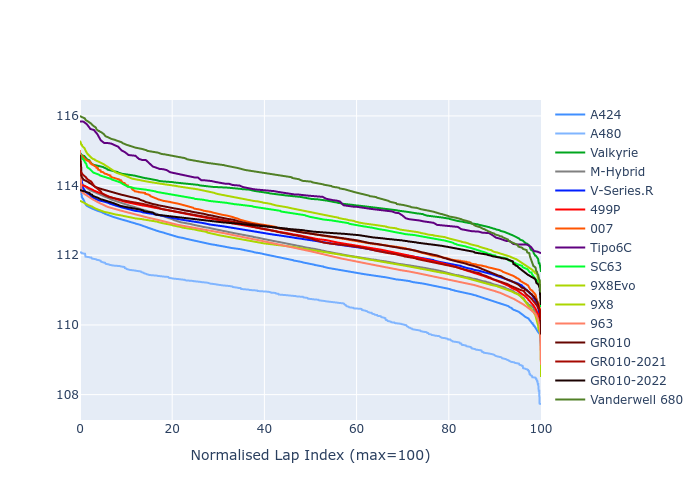 116
114
112
110
108
0 20 40 60 80 100
Normalised Lap Index (max=100)
A424
A480
Valkyrie
M-Hybrid
V-Series.R
499P
007
Tipo6C
SC63
9X8Evo
9X8
963
GR010
GR010-2021
GR010-2022
Vanderwell 680